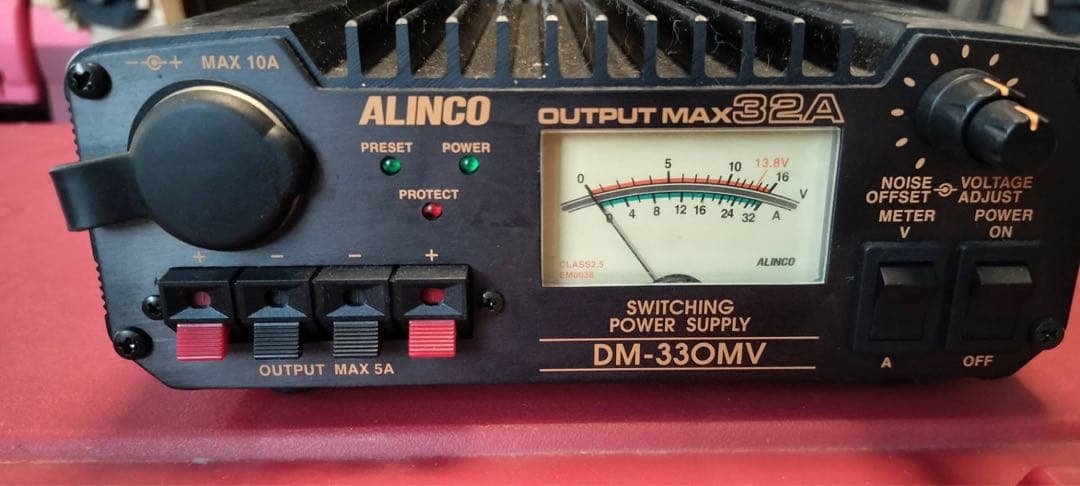 - + MAX 10A
ALINCO
OUTPUT MAX 32A
PRESET POWER
PROTECT
0 5 10 13.8V 16
V
0 4 8 12 16 24 32 A
CLASS2.5
ALINCO
NOISE OFFSET
VOLTAGE ADJUST
METER
V
A
POWER
ON
OFF
+ - - +
OUTPUT MAX 5A
SWITCHING
POWER SUPPLY
DM-330MV